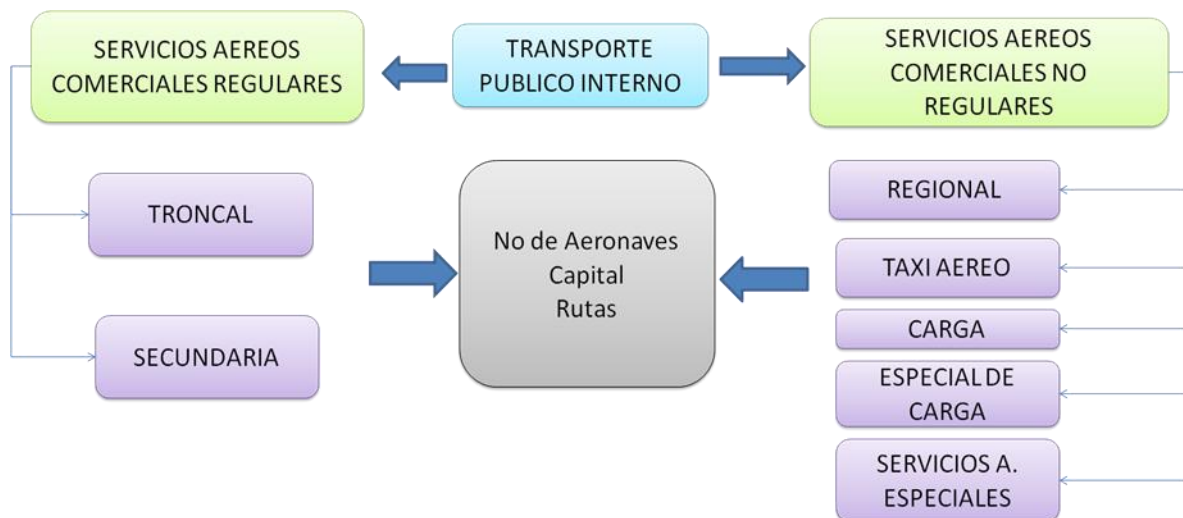 SERVICIOS AEREOS
COMERCIALES REGULARES
TRANSPORTE
PUBLICO INTERNO
SERVICIOS AEREOS
COMERCIALES NO
REGULARES
TRONCAL
SECUNDARIA
No de Aeronaves
Capital
Rutas
REGIONAL
TAXI AEREO
CARGA
ESPECIAL DE
CARGA
SERVICIOS A.
ESPECIALES